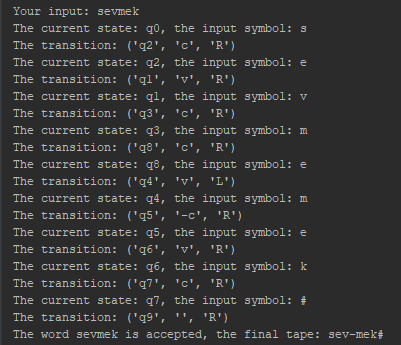 Your input: sevmek
The current state: q0, the input symbol: s
The transition: ('q2', 'c', 'R')
The current state: q2, the input symbol: e
The transition: ('q1', 'v', 'R')
The current state: q1, the input symbol: v
The transition: ('q3', 'c', 'R')
The current state: q3, the input symbol: m
The transition: ('q8', 'c', 'R')
The current state: q8, the input symbol: e
The transition: ('q4', 'v', 'L')
The current state: q4, the input symbol: m
The transition: ('q5', '-c', 'R')
The current state: q5, the input symbol: e
The transition: ('q6', 'v', 'R')
The current state: q6, the input symbol: k
The transition: ('q7', 'c', 'R')
The current state: q7, the input symbol: #
The transition: ('q9', '', 'R')
The word sevmek is accepted, the final tape: sev-mek#